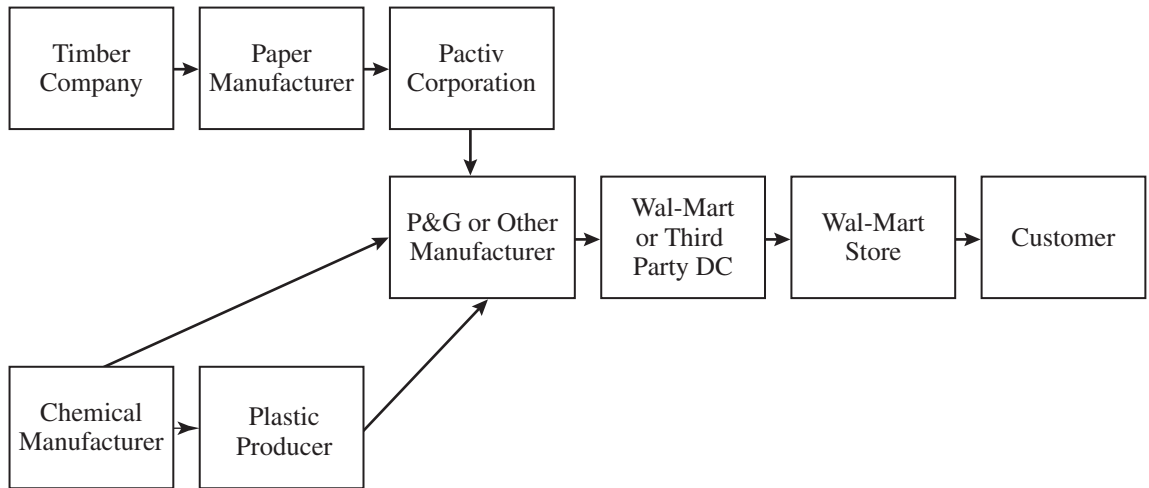 Timber
Company
Paper
Manufacturer
Pactiv
Corporation
P&G or Other
Manufacturer
Wal-Mart
or Third
Party DC
Wal-Mart
Store
Customer
Chemical
Manufacturer
Plastic
Producer